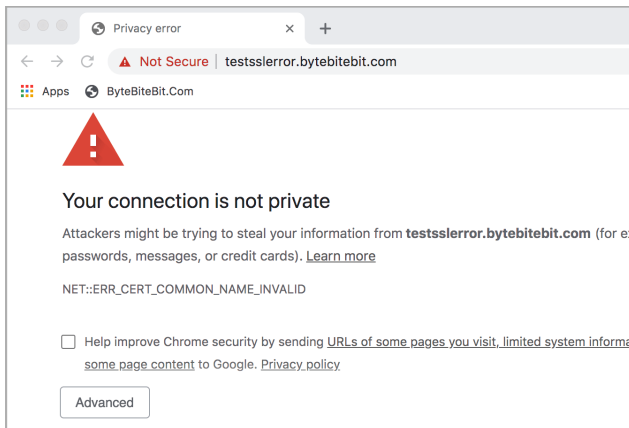 Privacy error
Not Secure testsslerror.bytebitebit.com
Apps ByteBiteBit.Com
Your connection is not private
Attackers might be trying to steal your information from testsslerror.bytebitebit.com (for
passwords, messages, or credit cards). Learn more
NET::ERR_CERT_COMMON_NAME_INVALID
Help improve Chrome security by sending URLs of some pages you visit, limited system
some page content to Google. Privacy policy
Advanced